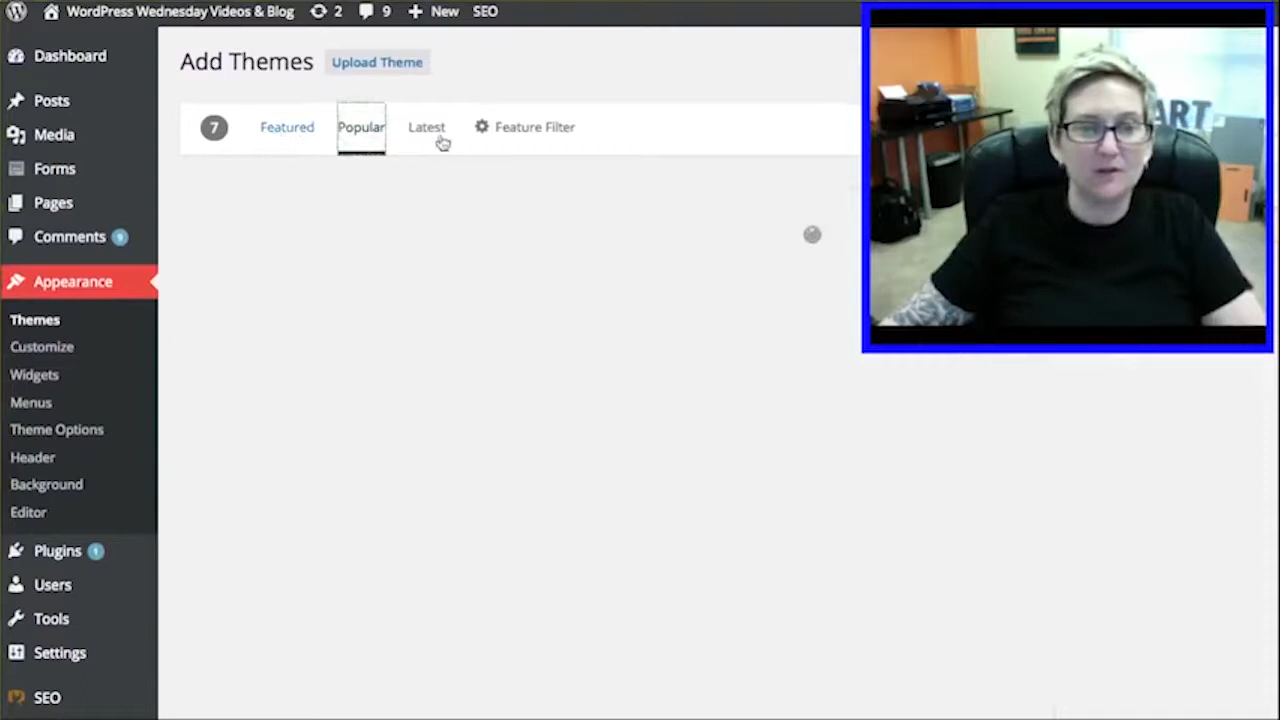 WordPress Wednesday Videos & Blog 2 9 New SEO
Dashboard
Posts
Media
Forms
Pages
Comments 9
Appearance
Themes
Customize
Widgets
Menus
Theme Options
Header
Background
Editor
Plugins 1
Users
Tools
Settings
SEO
Add Themes Upload Theme
7 Featured Popular Latest Feature Filter
ART